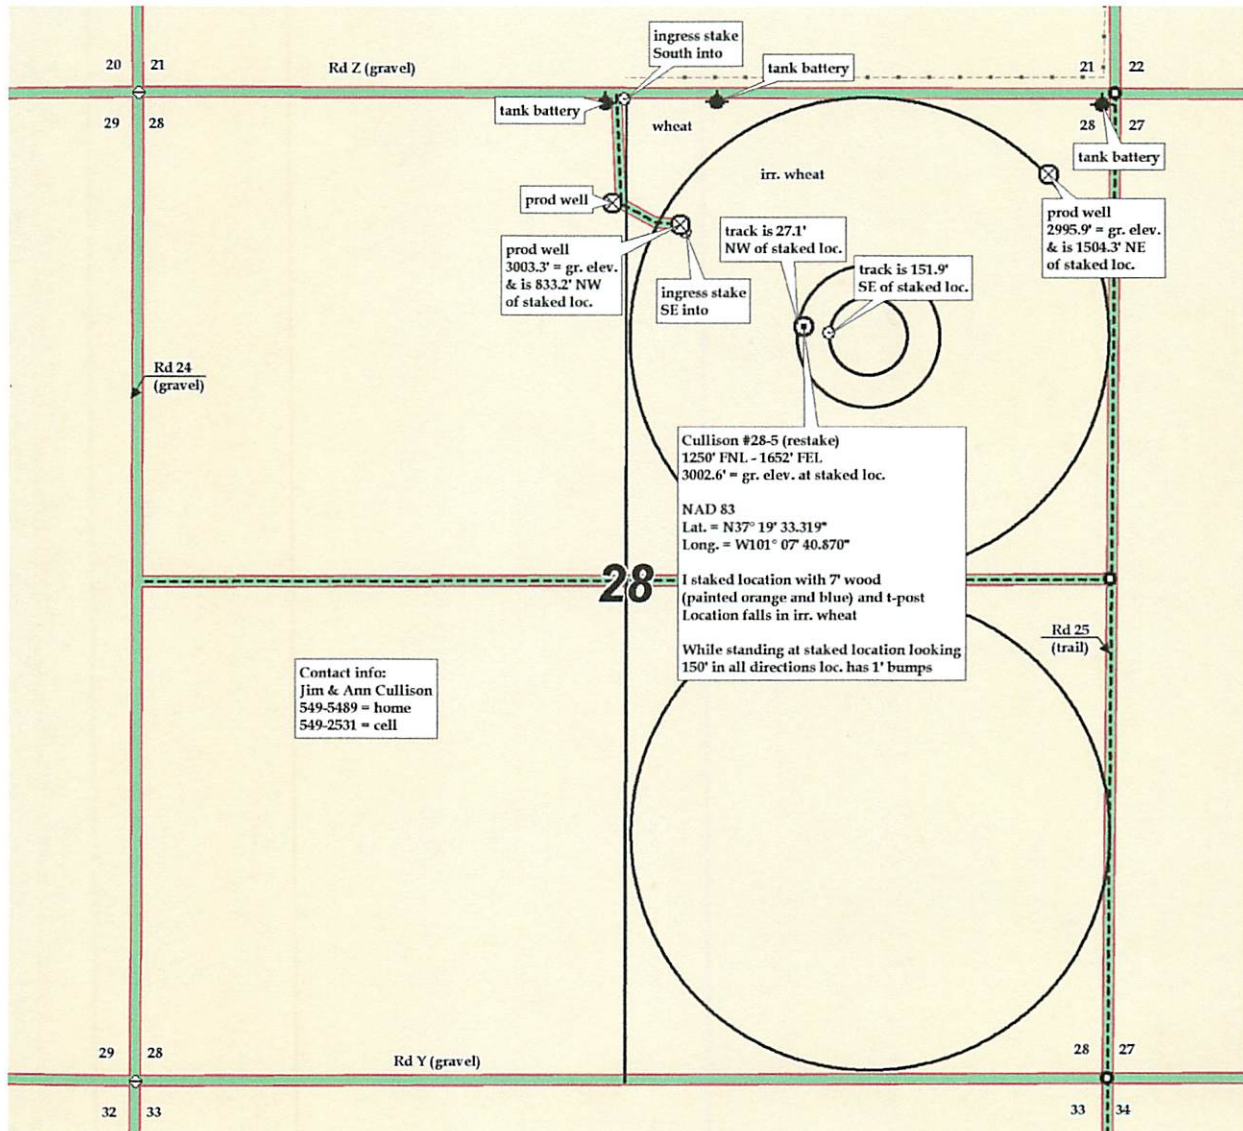 ingress stake
South into
20 21
Rd Z (gravel)
tank battery
21 22
tank battery
29 28
wheat
28 27
tank battery
irr. wheat
prod well
prod well
2995.9' = gr. elev.
& is 1504.3' NE
of staked loc.
track is 27.1'
NW of staked loc.
prod well
3003.3' = gr. elev.
& is 833.2' NW
of staked loc.
track is 151.9'
SE of staked loc.
ingress stake
SE into
Rd 24
(gravel)
Cullison #28-5 (restake)
1250' FNL - 1652' FEL
3002.6' = gr. elev. at staked loc.
NAD 83
Lat. = N37° 19' 33.319"
Long. = W101° 07' 40.870"
I staked location with 7' wood
(painted orange and blue) and t-post
Location falls in irr. wheat
While standing at staked location looking
150' in all directions loc. has 1' bumps
28
Rd 25
(trail)
Contact info:
Jim & Ann Cullison
549-5489 = home
549-2531 = cell
29 28
Rd Y (gravel)
28 27
32 33
33 34